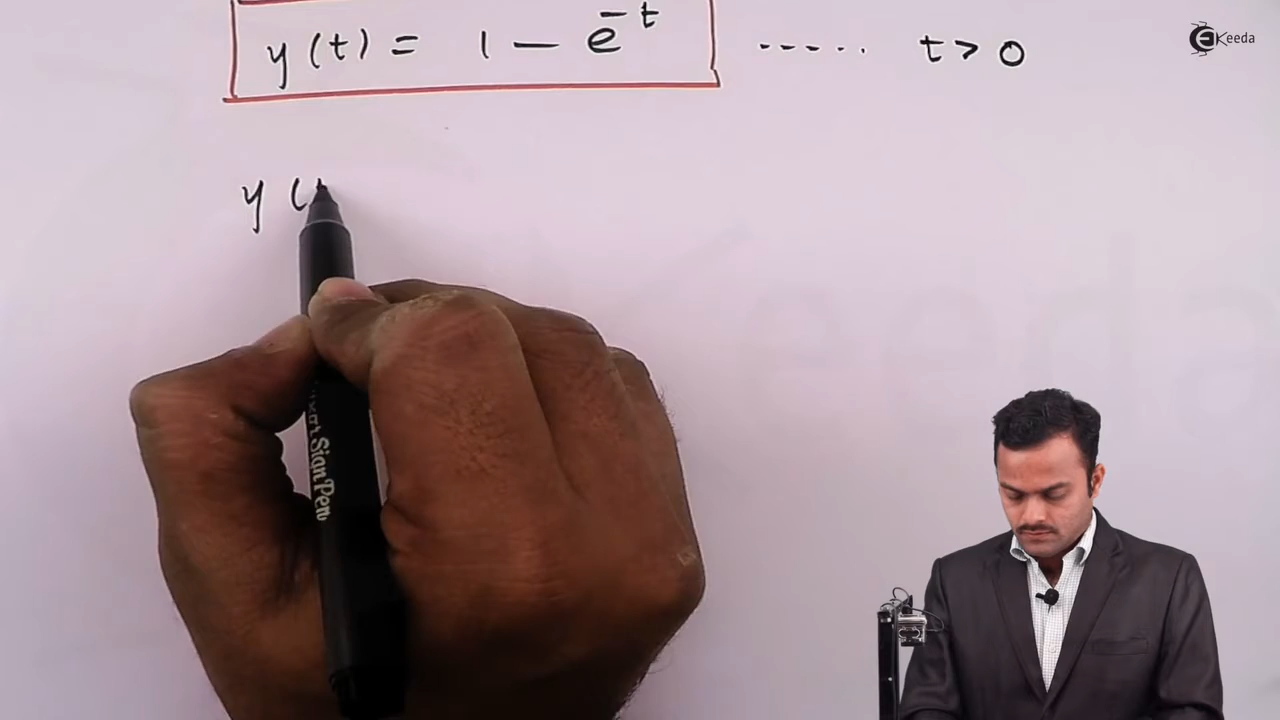 y(t) = 1 - e^-t ...... t > 0
EKeeda
y (
Sign Pen